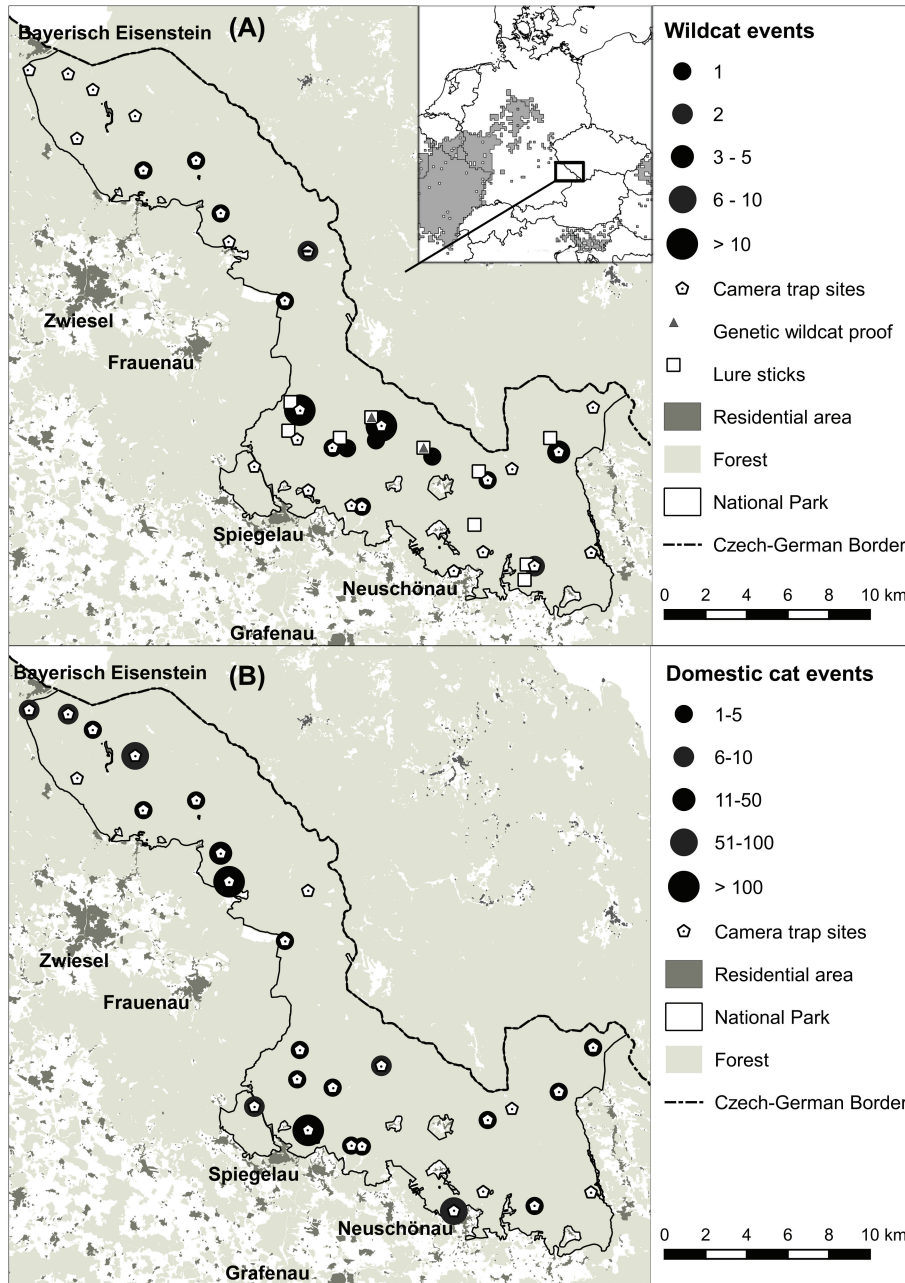 Bayerisch Eisenstein
(A)
Zwiesel
Frauenau
Spiegelau
Neuschönau
Grafenau
Wildcat events
1
2
3 - 5
6 - 10
> 10
Camera trap sites
Genetic wildcat proof
Lure sticks
Residential area
Forest
National Park
Czech-German Border
0 2 4 6 8 10 km
Bayerisch Eisenstein
(B)
Zwiesel
Frauenau
Spiegelau
Neuschönau
Grafenau
Domestic cat events
1-5
6-10
11-50
51-100
> 100
Camera trap sites
Residential area
National Park
Forest
Czech-German Border
0 2 4 6 8 10 km